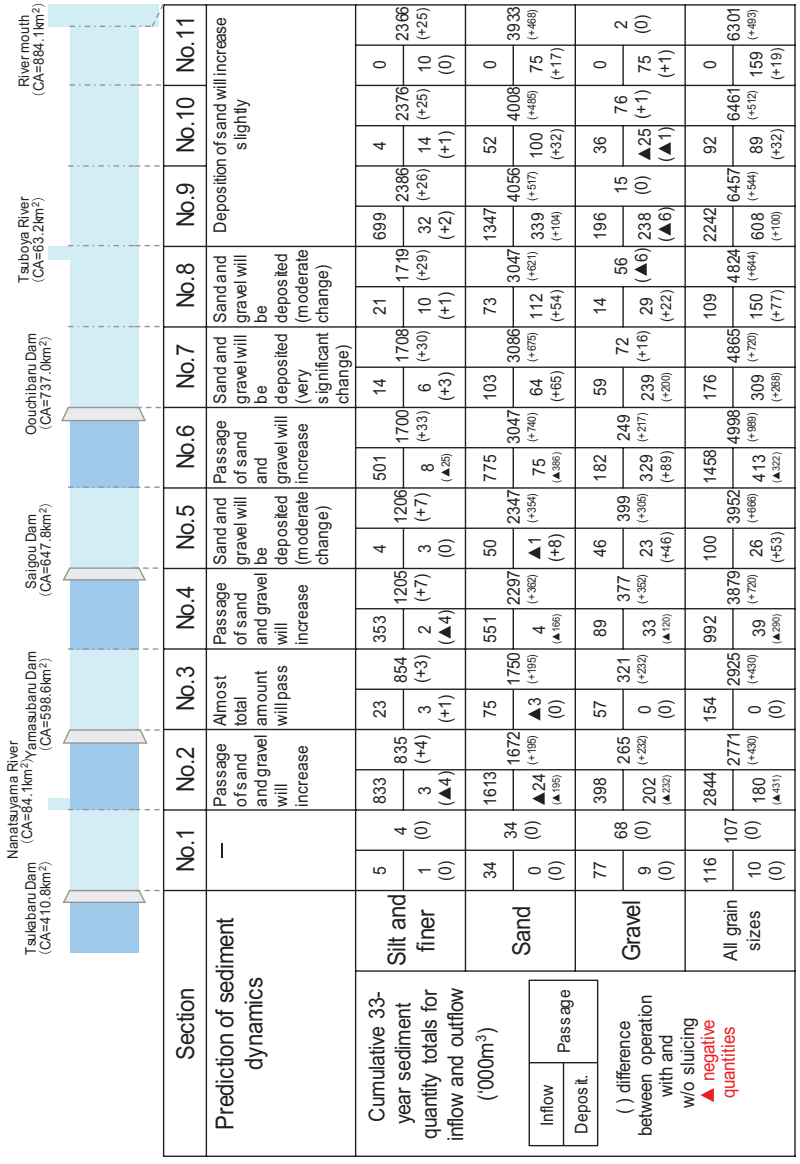 Tsukabaru Dam
(CA=410.8km²)
Nanatsuyama River
(CA=84.1km²)
Yamasubaru Dam
(CA=598.6km²)
Saigou Dam
(CA=647.8km²)
Oouchibaru Dam
(CA=737.0km²)
Tsuboya River
(CA=63.2km²)
River mouth
(CA=884.1km²)
Section
No.1
No.2
No.3
No.4
No.5
No.6
No.7
No.8
No.9
No.10
No.11
Prediction of sediment
dynamics
—
Passage
of sand
and gravel
will
increase
Almost
total
amount
will pass
Passage
of sand
and gravel
will
increase
Sand and
gravel will
be
deposited
(moderate
change)
Passage
of sand
and
gravel will
increase
Sand and
gravel will
be
deposited
(very
significant
change)
Sand and
gravel will
be
deposited
(moderate
change)
Deposition of sand will increase
slightly
Cumulative 33-
year sediment
quantity totals for
inflow and outflow
('000m³)
Inflow
Deposit.
Passage
( ) difference
between operation
with and
w/o sluicing
▲ negative
quantities
Silt and
finer
5
1
(0)
4
(0)
833
3
(▲4)
835
(+4)
23
3
(+1)
854
(+3)
353
2
(▲4)
1205
(+7)
4
3
(0)
1206
(+7)
501
8
(▲25)
1700
(+33)
14
6
(+3)
1708
(+30)
21
10
(+1)
1719
(+29)
699
32
(+2)
2386
(+26)
4
14
(+1)
2376
(+25)
0
10
(0)
2366
(+25)
Sand
34
0
(0)
34
(0)
1613
▲24
(▲195)
1672
(+195)
75
▲3
(0)
1750
(+195)
551
4
(▲166)
2297
(+362)
50
▲1
(+8)
2347
(+354)
775
75
(▲386)
3047
(+740)
103
64
(+65)
3086
(+675)
73
112
(+54)
3047
(+621)
1347
339
(+104)
4056
(+517)
52
100
(+32)
4008
(+485)
0
75
(+17)
3933
(+468)
Gravel
77
9
(0)
68
(0)
398
202
(▲232)
265
(+232)
57
0
(0)
321
(+232)
89
33
(▲120)
377
(+352)
46
23
(+46)
399
(+305)
182
329
(+89)
249
(+217)
59
239
(+200)
72
(+16)
14
29
(+22)
56
(▲6)
196
238
(▲6)
15
(0)
36
▲25
(▲1)
76
(+1)
0
75
(+1)
2
(0)
All grain
sizes
116
10
(0)
107
(0)
2844
180
(▲431)
2771
(+430)
154
0
(0)
2925
(+430)
992
39
(▲290)
3879
(+720)
100
26
(+53)
3952
(+666)
1458
413
(▲322)
4998
(+989)
176
309
(+268)
4865
(+720)
109
150
(+77)
4824
(+644)
2242
608
(+100)
6457
(+544)
92
89
(+32)
6461
(+512)
0
159
(+19)
6301
(+493)